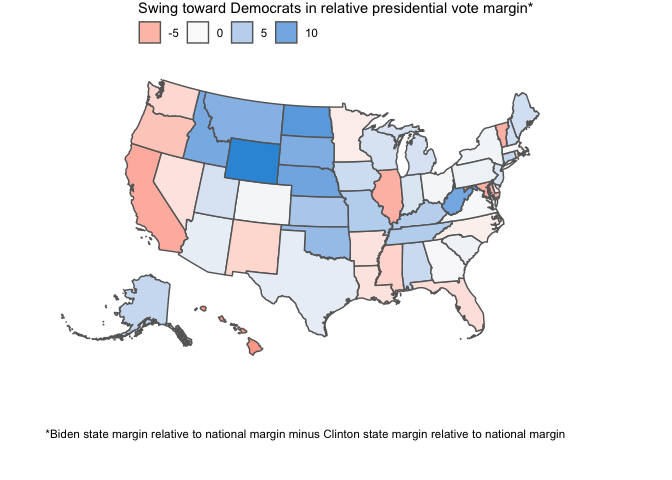 Swing toward Democrats in relative presidential vote margin*
-5 0 5 10
*Biden state margin relative to national margin minus Clinton state margin relative to national margin